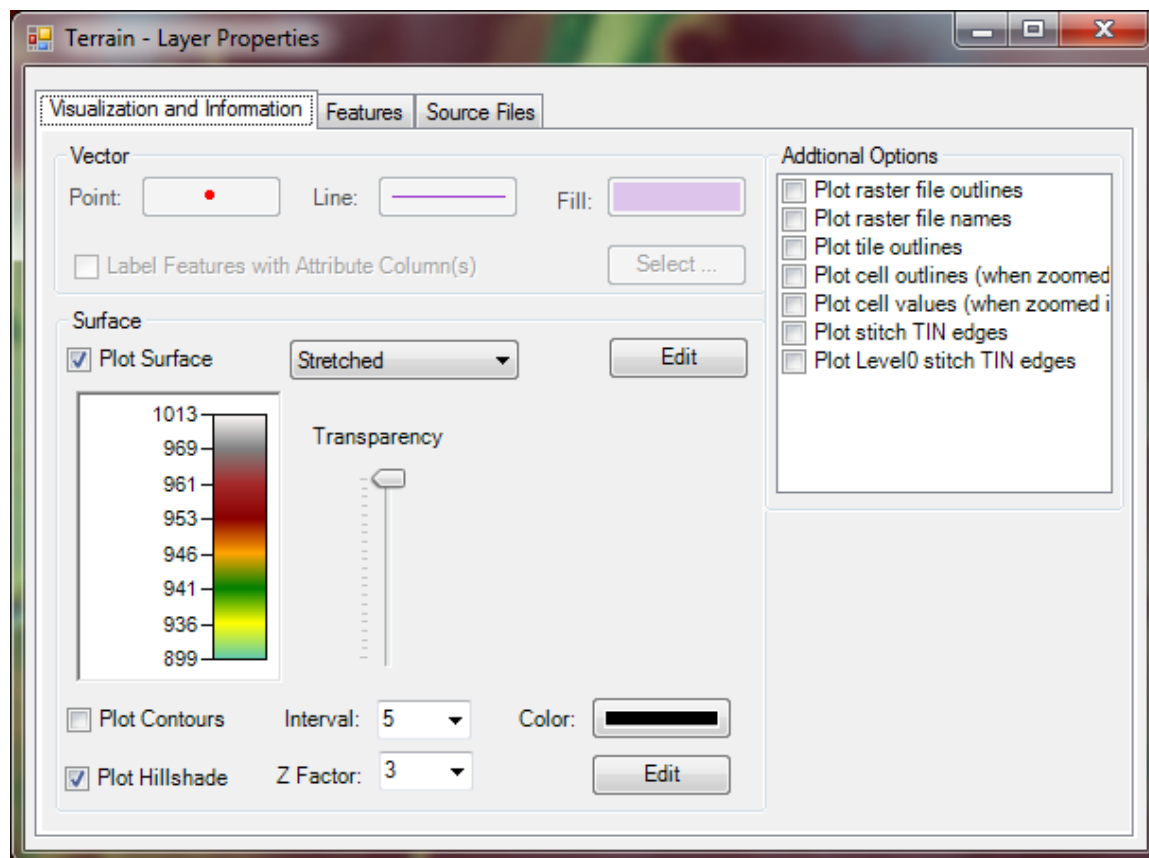 Terrain - Layer Properties
Visualization and Information
Features
Source Files
Vector
Point:
Line:
Fill:
Label Features with Attribute Column(s)
Select ...
Surface
Plot Surface
Stretched
Edit
1013
969
961
953
946
941
936
899
Transparency
Plot Contours
Interval: 5
Color:
Plot Hillshade
Z Factor: 3
Edit
Addtional Options
Plot raster file outlines
Plot raster file names
Plot tile outlines
Plot cell outlines (when zoomed
Plot cell values (when zoomed i
Plot stitch TIN edges
Plot Level0 stitch TIN edges